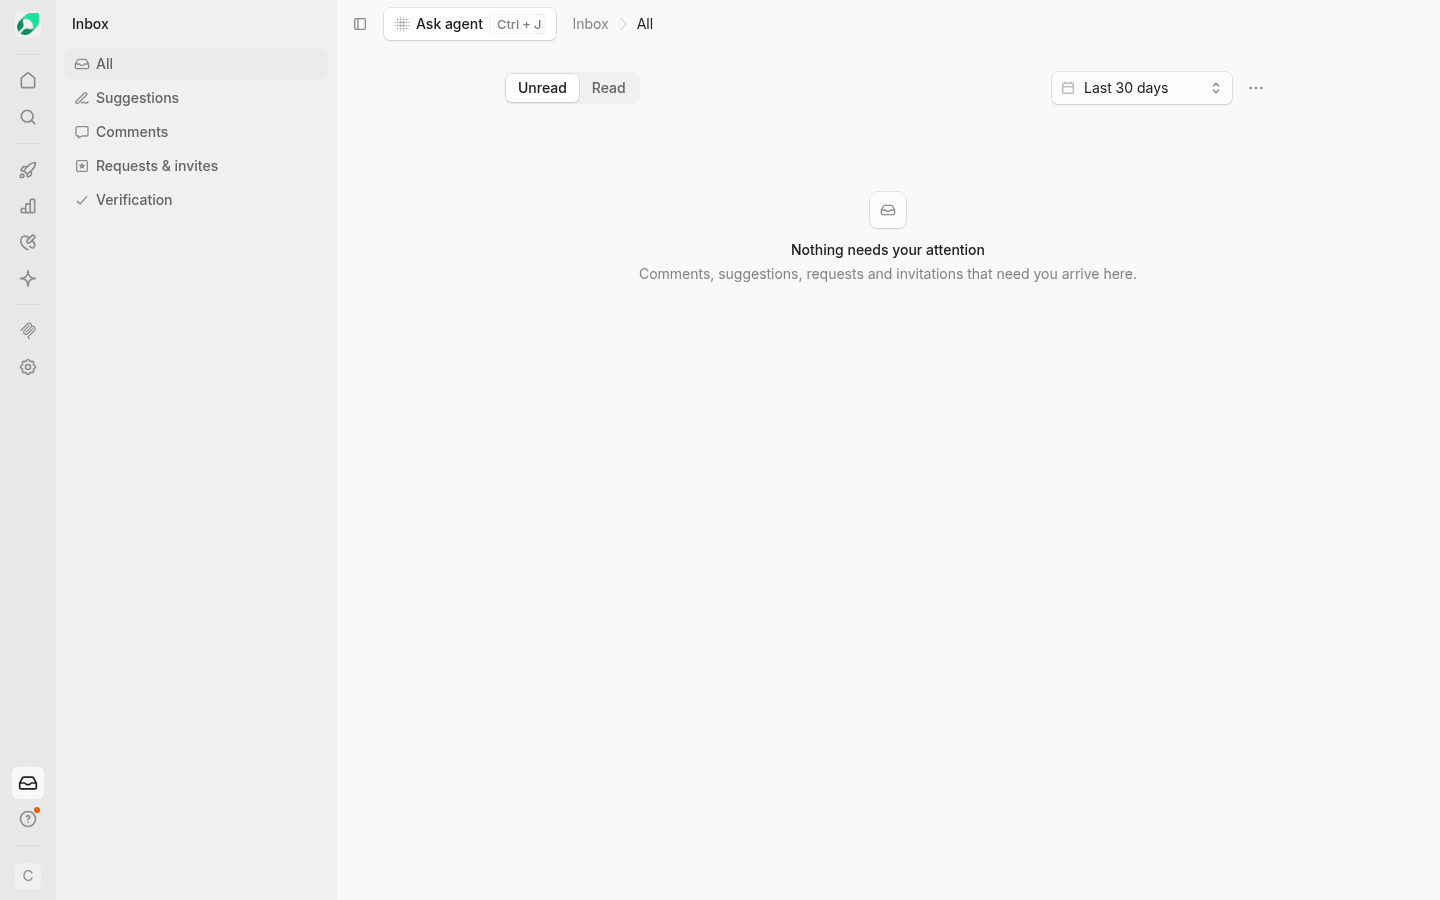 Inbox
All
Suggestions
Comments
Requests & invites
Verification
Ask agent Ctrl + J
Inbox All
Unread Read
Last 30 days
Nothing needs your attention
Comments, suggestions, requests and invitations that need you arrive here.
C